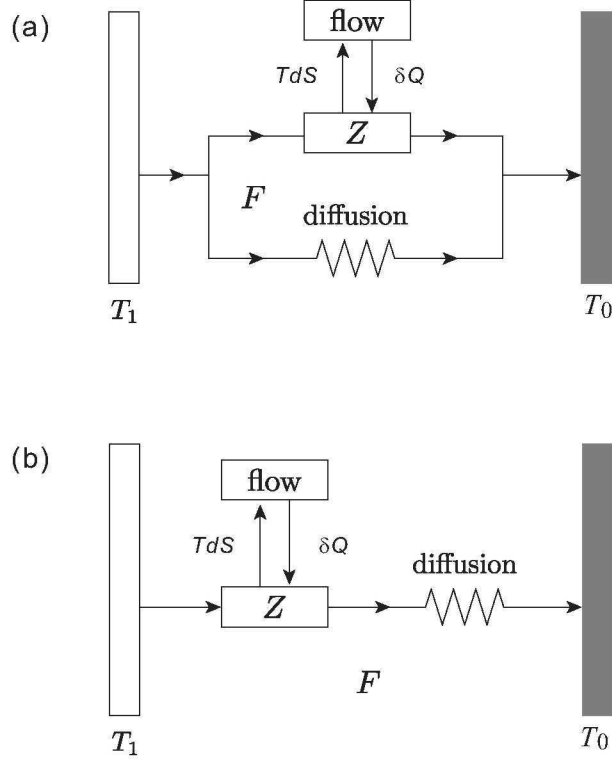 (a)
flow
TdS δQ
Z
F
diffusion
T₁ T₀
(b)
flow
TdS δQ
diffusion
Z
F
T₁ T₀